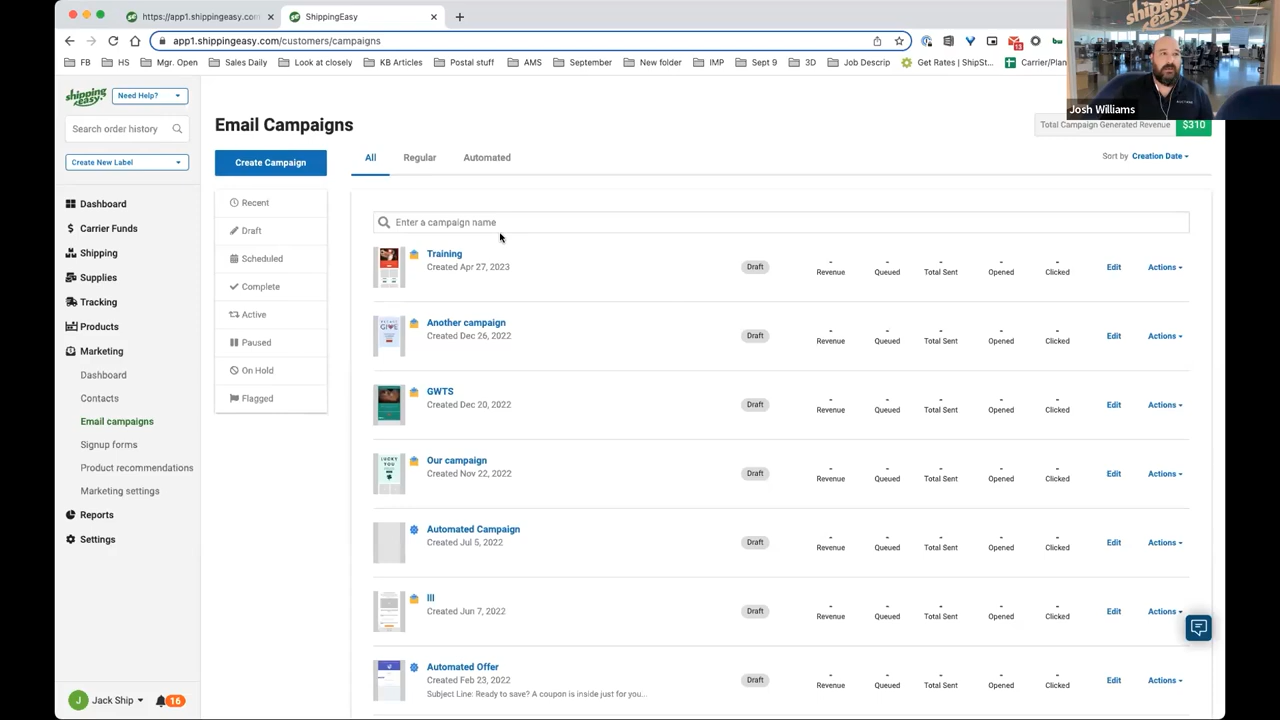 https://app1.shippingeasy.com
ShippingEasy
app1.shippingeasy.com/customers/campaigns
13
FB
HS
Mgr. Open
Sales Daily
Look at closely
KB Articles
Postal stuff
AMS
September
New folder
IMP
Sept 9
3D
Job Descrip
Get Rates | ShipSt...
Carrier/Plan
shipping easy
Josh Williams
shipping easy.
Need Help?
Search order history
Create New Label
Dashboard
Carrier Funds
Shipping
Supplies
Tracking
Products
Marketing
Dashboard
Contacts
Email campaigns
Signup forms
Product recommendations
Marketing settings
Reports
Settings
J
Jack Ship
16
Email Campaigns
Total Campaign Generated Revenue
$310
Create Campaign
All
Regular
Automated
Sort by Creation Date
Recent
Draft
Scheduled
Complete
Active
Paused
On Hold
Flagged
Enter a campaign name
Training
Created Apr 27, 2023
Draft
- Revenue
- Queued
- Total Sent
- Opened
- Clicked
Edit
Actions
Another campaign
Created Dec 26, 2022
Draft
- Revenue
- Queued
- Total Sent
- Opened
- Clicked
Edit
Actions
GWTS
Created Dec 20, 2022
Draft
- Revenue
- Queued
- Total Sent
- Opened
- Clicked
Edit
Actions
LUCKY
YOU
Our campaign
Created Nov 22, 2022
Draft
- Revenue
- Queued
- Total Sent
- Opened
- Clicked
Edit
Actions
Automated Campaign
Created Jul 5, 2022
Draft
- Revenue
- Queued
- Total Sent
- Opened
- Clicked
Edit
Actions
III
Created Jun 7, 2022
Draft
- Revenue
- Queued
- Total Sent
- Opened
- Clicked
Edit
Actions
Automated Offer
Created Feb 23, 2022
Subject Line: Ready to save? A coupon is inside just for you...
Draft
- Revenue
- Queued
- Total Sent
- Opened
- Clicked
Edit
Actions